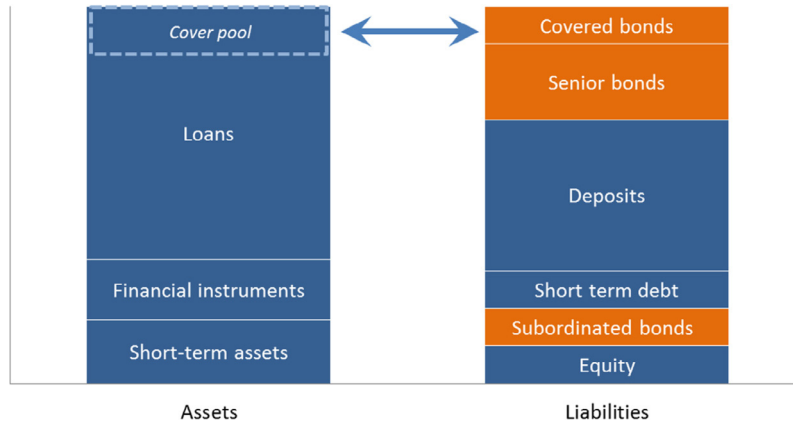 Cover pool
Loans
Financial instruments
Short-term assets
Assets
Covered bonds
Senior bonds
Deposits
Short term debt
Subordinated bonds
Equity
Liabilities